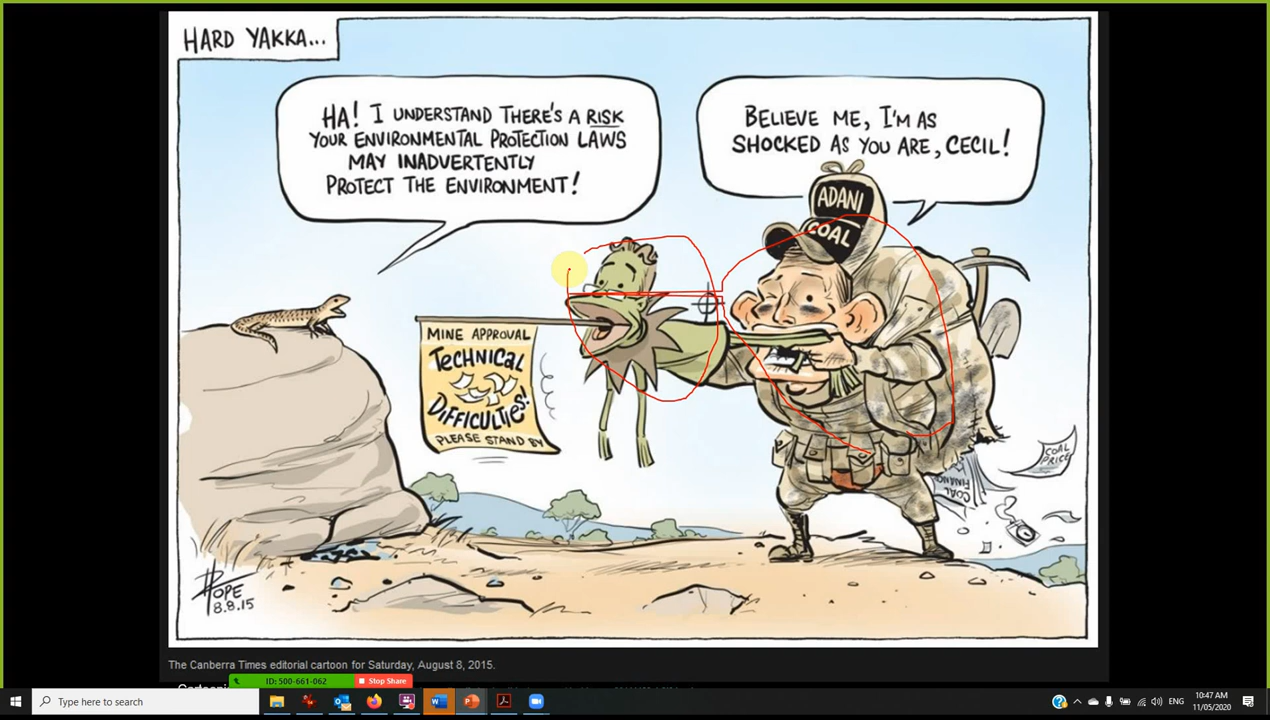 HARD YAKKA...
HA! I UNDERSTAND THERE'S A RISK
YOUR ENVIRONMENTAL PROTECTION LAWS
MAY INADVERTENTLY
PROTECT THE ENVIRONMENT!
BELIEVE ME, I'M AS
SHOCKED AS YOU ARE, CECIL!
ADANI
COAL
MINE APPROVAL
TECHNICAL
DIFFICULTIES!
PLEASE STAND BY
COAL
PRICE
COAL
FINANCE
POPE
8.8.15
The Canberra Times editorial cartoon for Saturday, August 8, 2015.
ID: 500-661-062
Stop Share
Type here to search
ENG
10:47 AM
11/05/2020